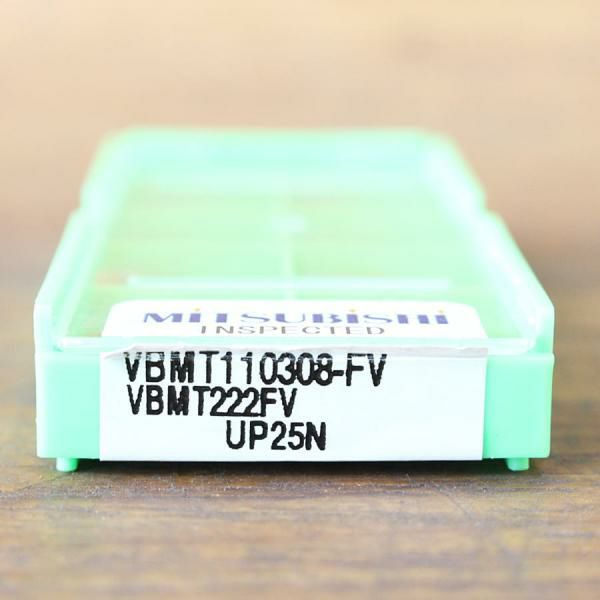 MITSUBISHI
INSPECTED
VBMT110308-FV
VBMT222FV
UP25N